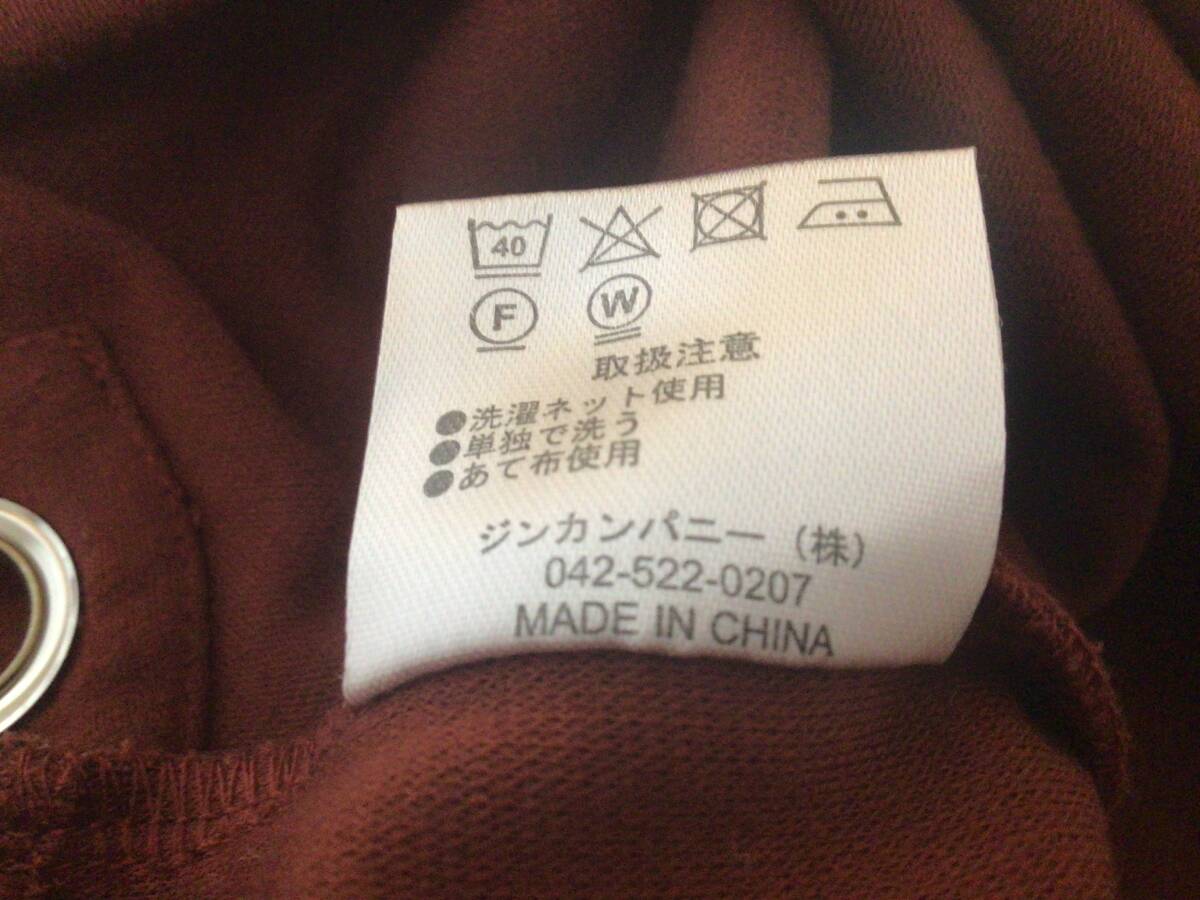 40
F W
取扱注意
●洗濯ネット使用
●単独で洗う
●あて布使用
ジンカンパニー（株）
042-522-0207
MADE IN CHINA